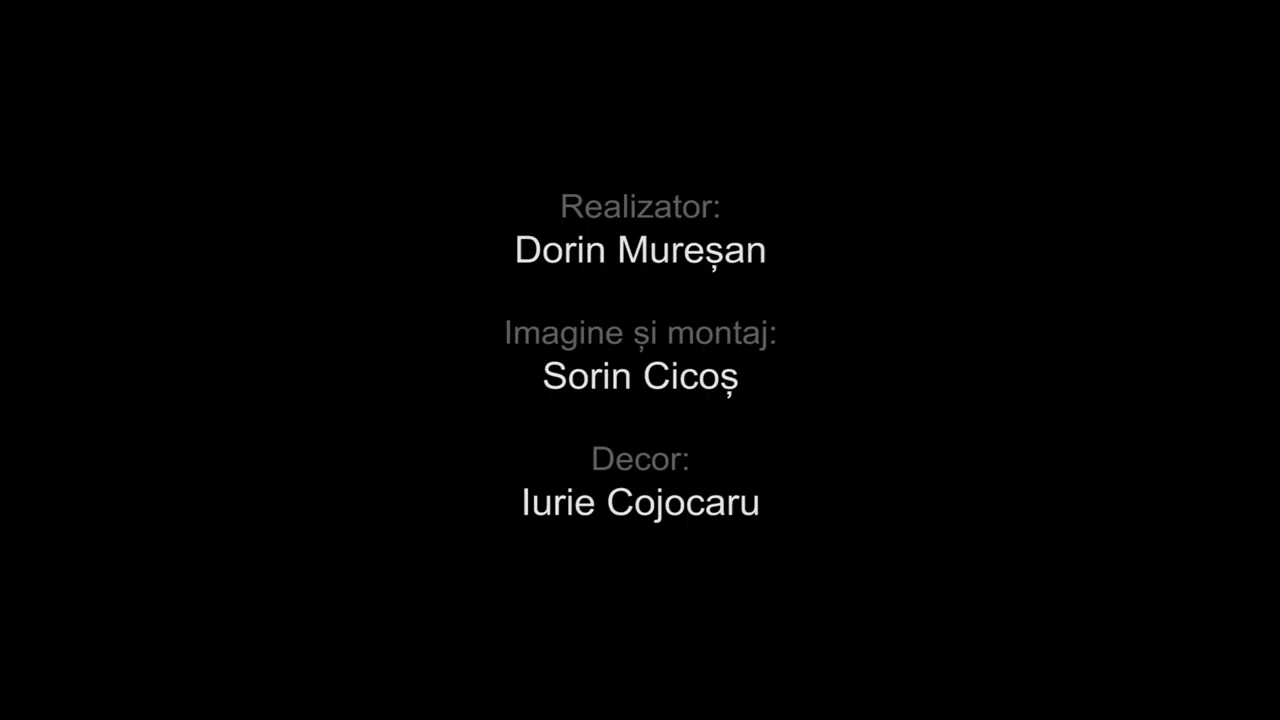 Realizator:
Dorin Mureșan
Imagine și montaj:
Sorin Cicoș
Decor:
Iurie Cojocaru